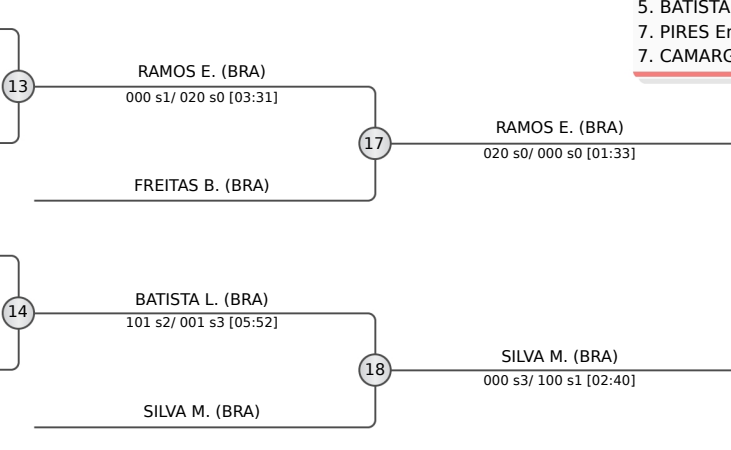 5. BATISTA
7. PIRES
7.
13
RAMOS E. (BRA)
000 s1/ 020 s0 [03:31]
17
RAMOS E. (BRA)
020 s0/ 000 s0 [01:33]
FREITAS B. (BRA)
14
BATISTA L. (BRA)
101 s2/ 001 s3 [05:52]
18
SILVA M. (BRA)
000 s3/ 100 s1 [02:40]
SILVA M. (BRA)